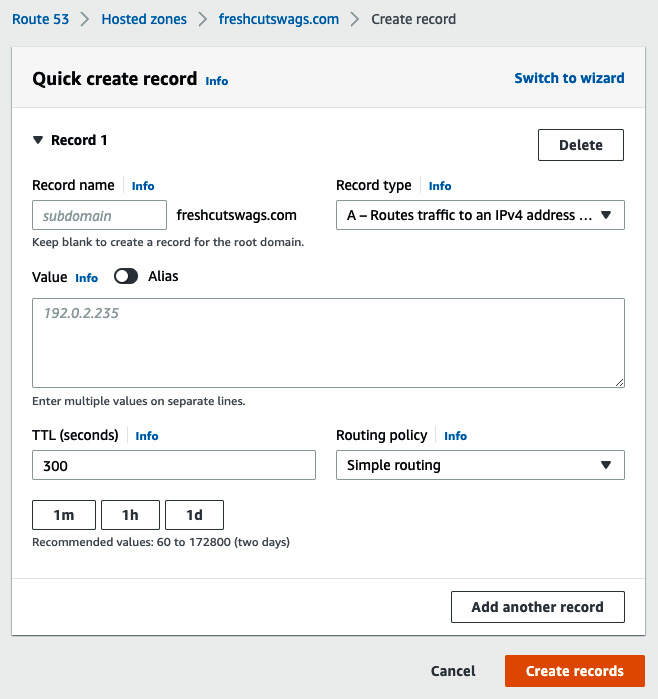 Route 53 > Hosted zones > freshcutswags.com > Create record
Quick create record Info Switch to wizard
Record 1 Delete
Record name Info Record type Info
subdomain freshcutswags.com A – Routes traffic to an IPv4 address ...
Keep blank to create a record for the root domain.
Value Info Alias
192.0.2.235
Enter multiple values on separate lines.
TTL (seconds) Info Routing policy Info
300 Simple routing
1m 1h 1d
Recommended values: 60 to 172800 (two days)
Add another record
Cancel Create records